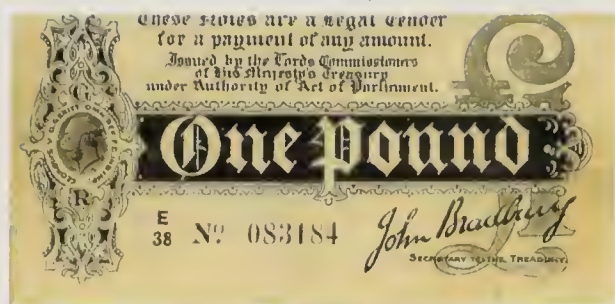 These Notes are a Legal Tender
for a payment of any amount.
Issued by the Lords Commissioners
of His Majesty's Treasury
under Authority of Act of Parliament.
G
One Pound
R
E
38 No 083184
John Bradbury
SECRETARY TO THE TREASURY.